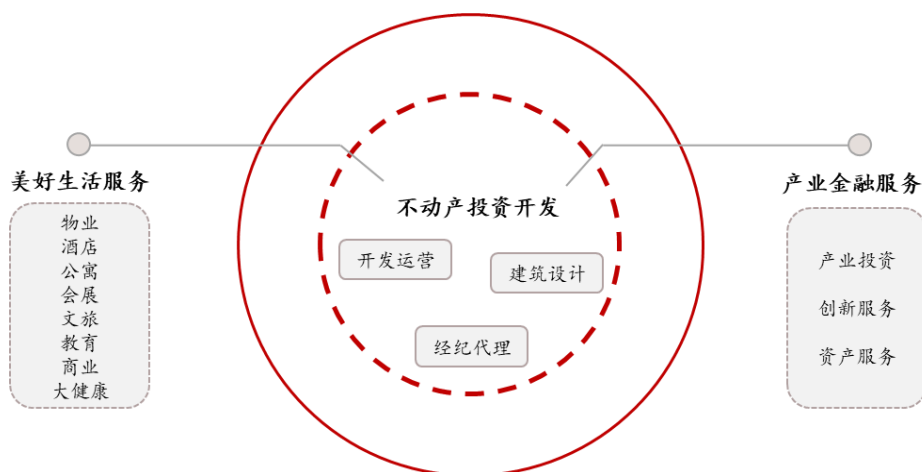 美好生活服务
物业
酒店
公寓
会展
文旅
教育
商业
大健康
不动产投资开发
开发运营
建筑设计
经纪代理
产业金融服务
产业投资
创新服务
资产服务